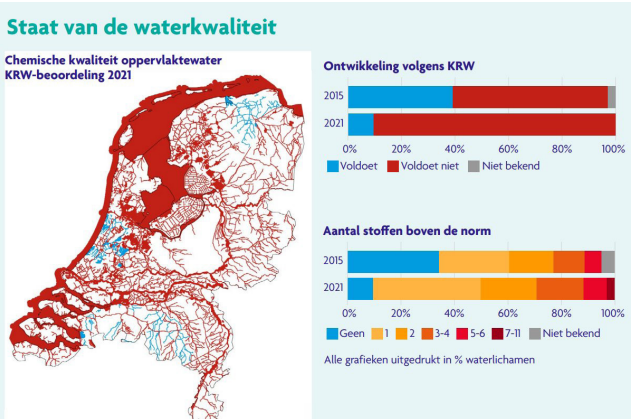 Staat van de waterkwaliteit
Chemische kwaliteit oppervlaktewater
KRW-beoordeling 2021
Ontwikkeling volgens KRW
2015
2021
0% 20% 40% 60% 80% 100%
Voldoet Voldoet niet Niet bekend
Aantal stoffen boven de norm
2015
2021
0% 20% 40% 60% 80% 100%
Geen 1 2 3-4 5-6 7-11 Niet bekend
Alle grafieken uitgedrukt in % waterlichamen